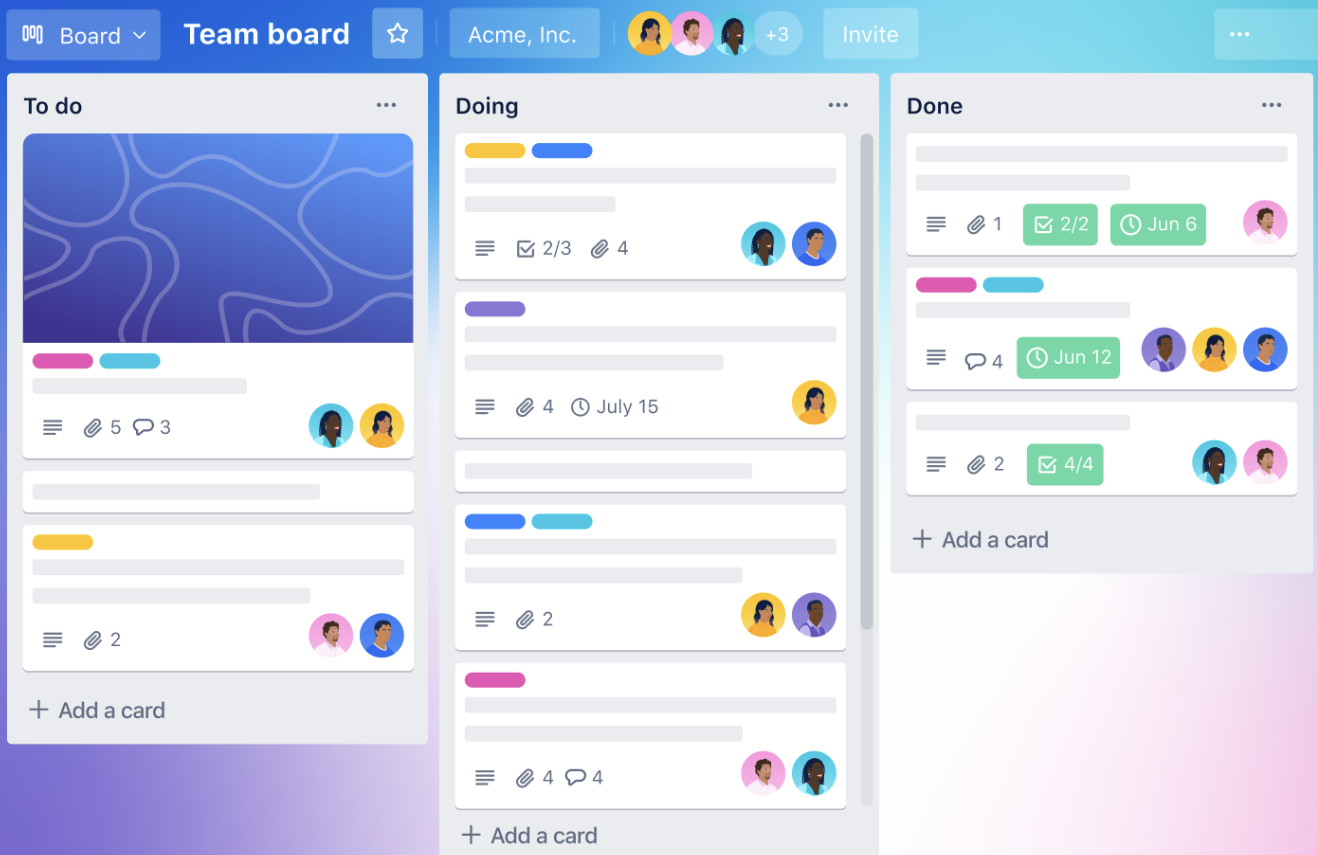 Board
Team board
Acme, Inc.
+3
Invite
To do
5 3
2
Add a card
Doing
2/3 4
4 July 15
2
4 4
Add a card
Done
1 2/2 Jun 6
4 Jun 12
2 4/4
Add a card